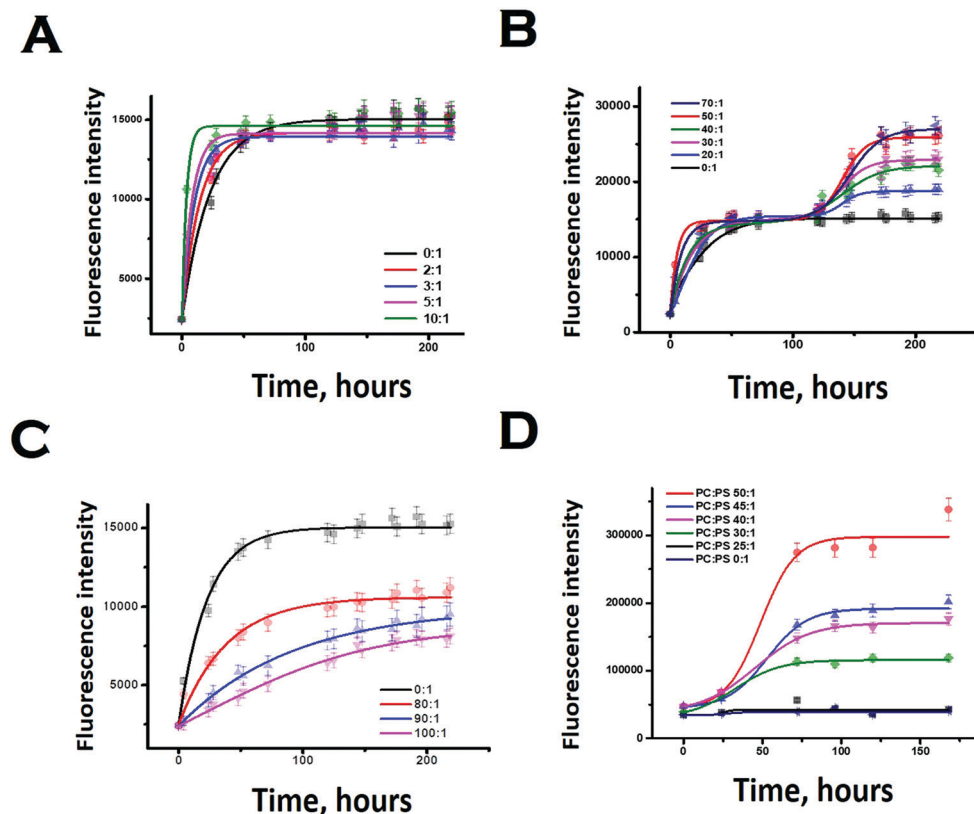 A
Fluorescence intensity
15000
12500
10000
7500
5000
2500
0
100
200
0:1
2:1
3:1
5:1
10:1
Time, hours
B
Fluorescence intensity
30000
20000
10000
0
0
100
200
70:1
50:1
40:1
30:1
20:1
0:1
Time, hours
C
Fluorescence intensity
15000
10000
5000
0
100
200
0:1
80:1
90:1
100:1
Time, hours
D
Fluorescence intensity
300000
200000
100000
0
0
50
100
150
PC:PS 50:1
PC:PS 45:1
PC:PS 40:1
PC:PS 30:1
PC:PS 25:1
PC:PS 0:1
Time, hours